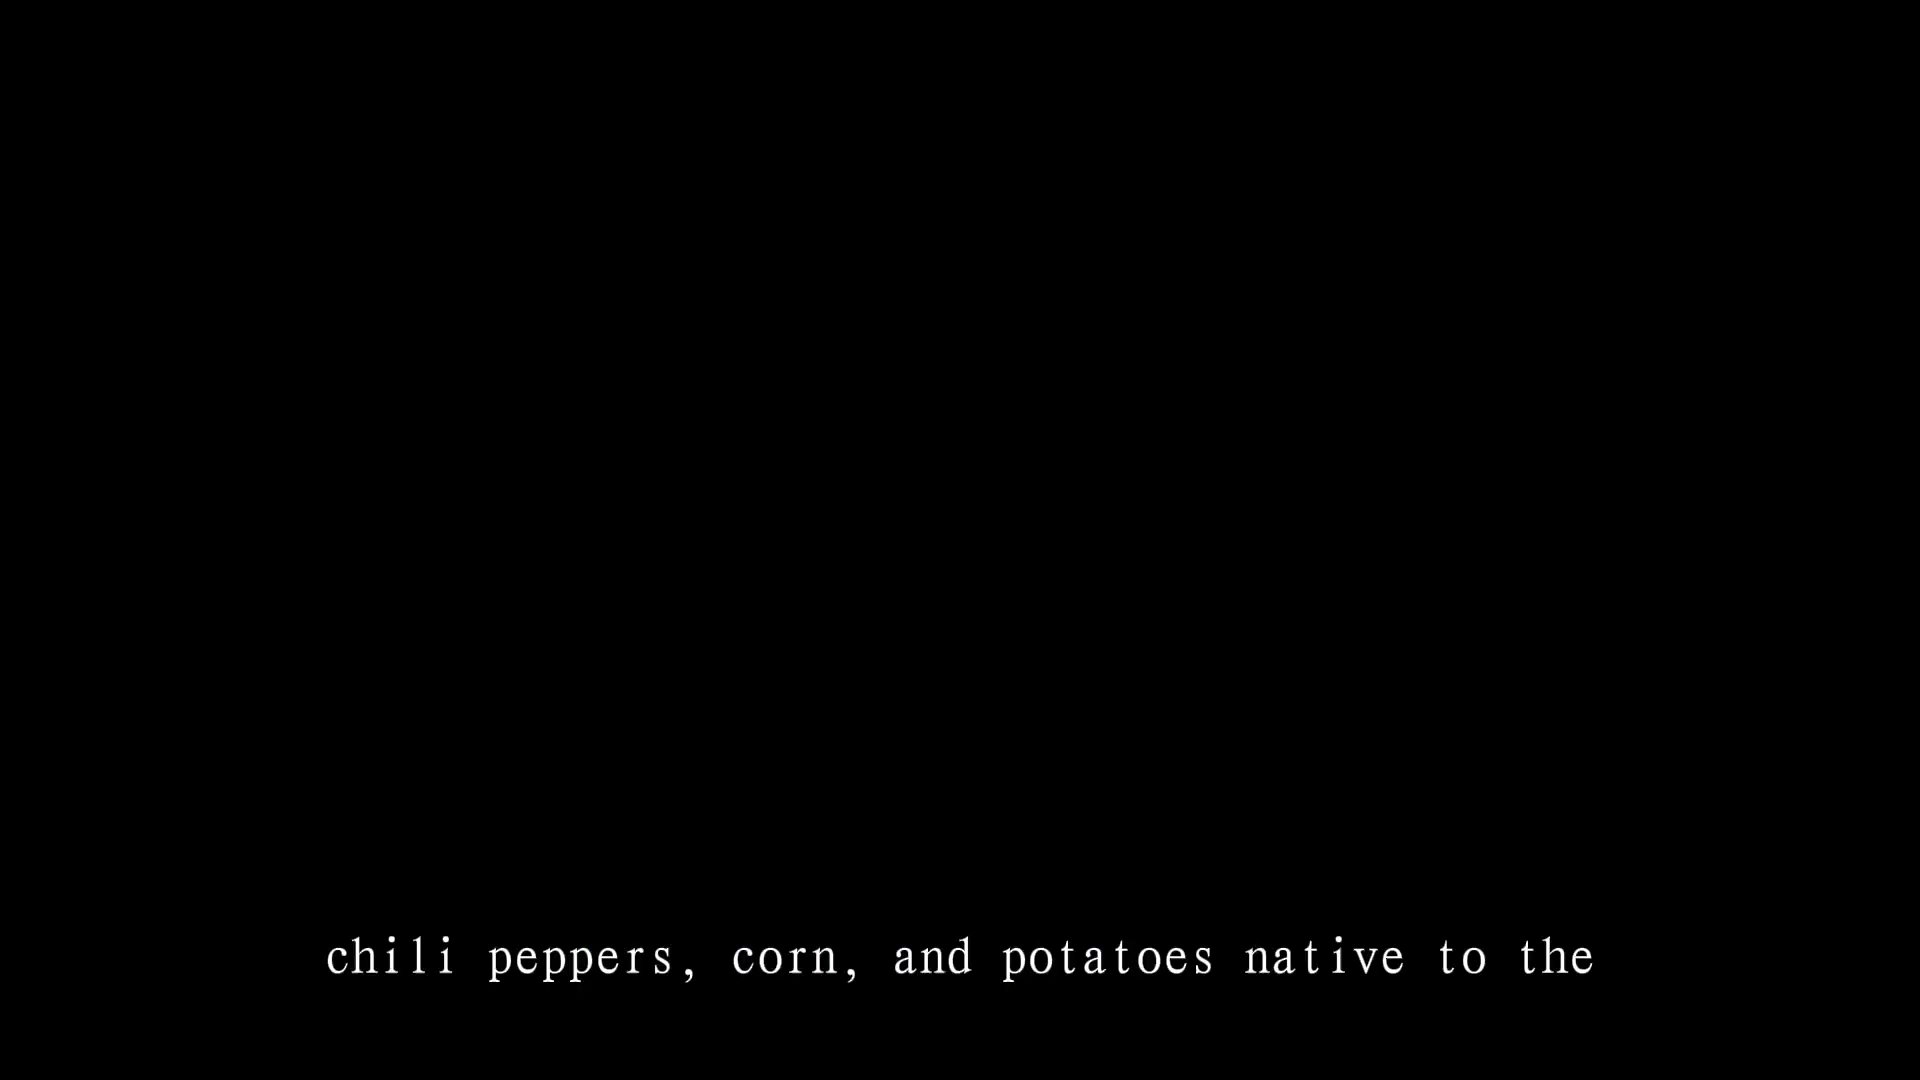 chili peppers, corn, and potatoes native to the